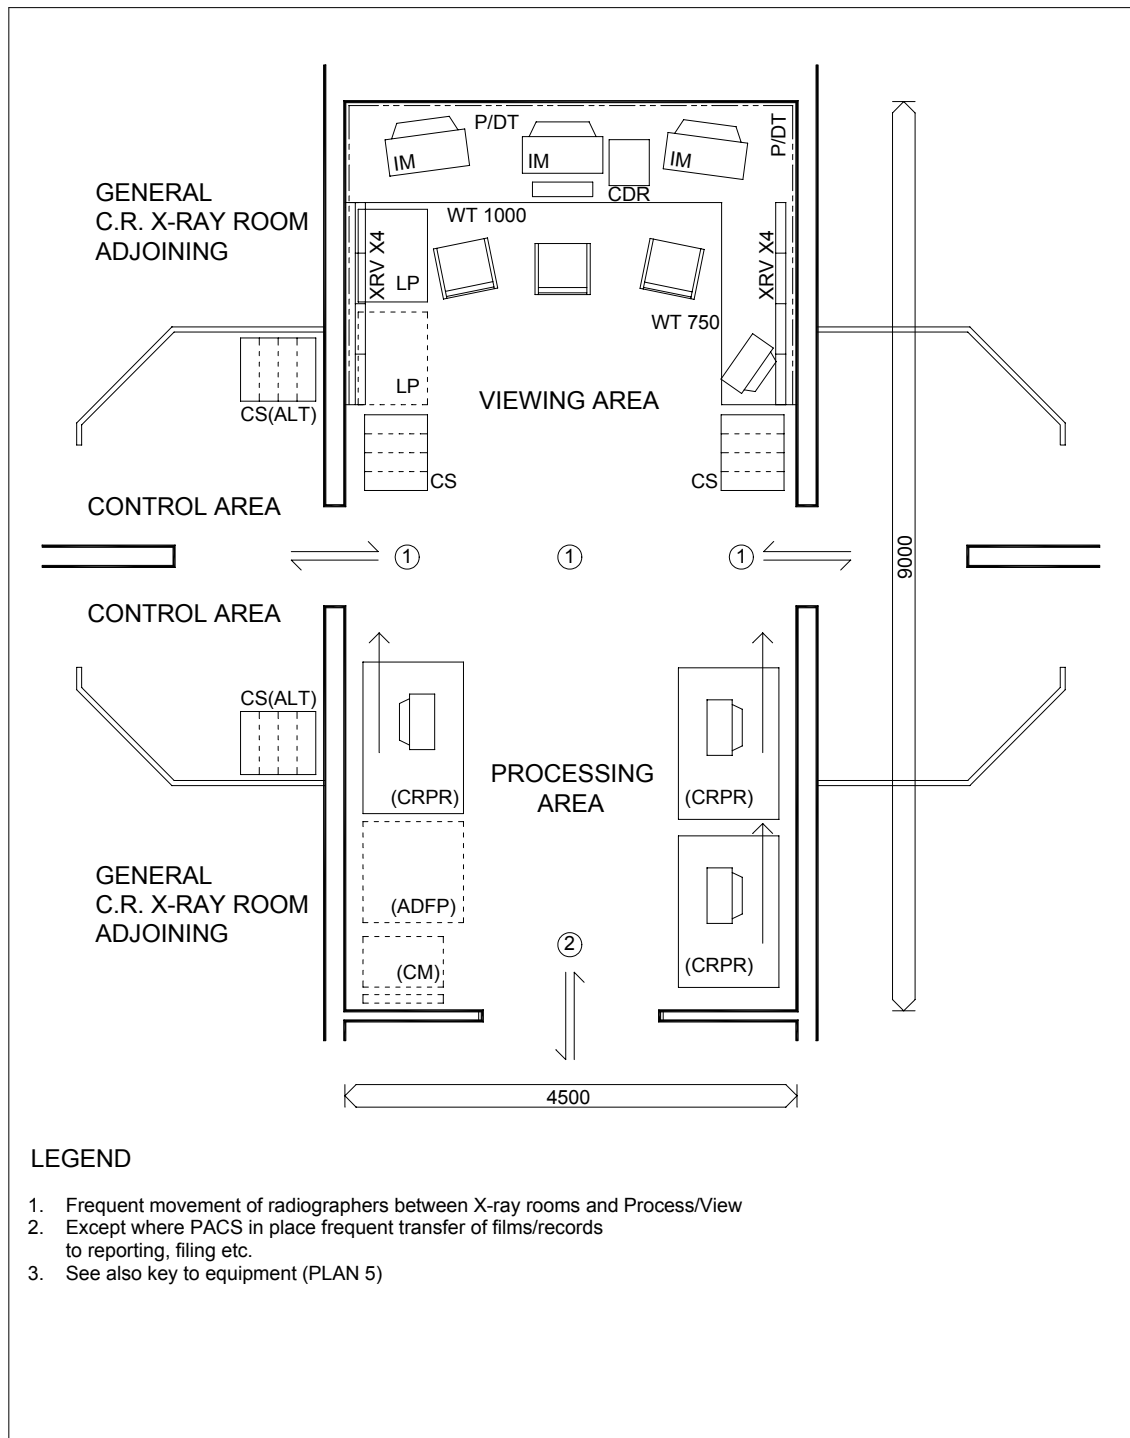 P/DT
P/DT
IM
IM
IM
CDR
GENERAL
C.R. X-RAY ROOM
ADJOINING
WT 1000
XRV X4
LP
XRV X4
WT 750
LP
VIEWING AREA
CS(ALT)
CS
CS
CONTROL AREA
1
1
1
9000
CONTROL AREA
CS(ALT)
PROCESSING
AREA
(CRPR)
(CRPR)
GENERAL
C.R. X-RAY ROOM
ADJOINING
(ADFP)
(CM)
2
(CRPR)
4500
LEGEND
1. Frequent movement of radiographers between X-ray rooms and Process/View
2. Except where PACS in place frequent transfer of films/records
to reporting, filing etc.
3. See also key to equipment (PLAN 5)